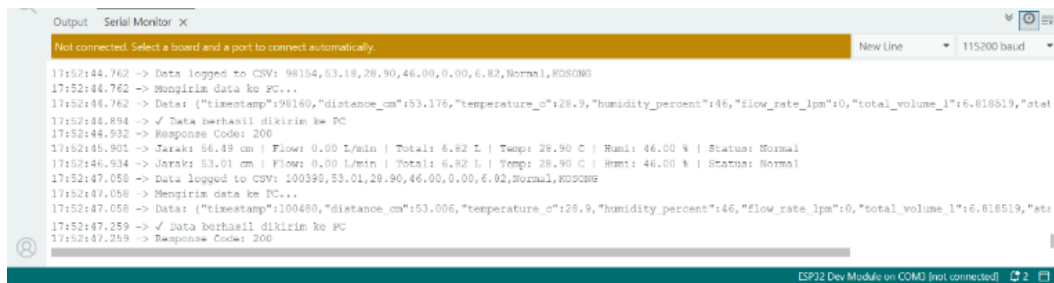 Output Serial Monitor ×
Not connected. Select a board and a port to connect automatically.
New Line
115200 baud
17:52:44.762 -> Data logged to CSV: 98154,53.18,28.90,46.00,0.00,6.82,Normal,KOSONG
17:52:44.762 -> Mengirim data ke PC...
17:52:44.762 -> Data: {"timestamp":98160,"distance_cm":53.176,"temperature_c":28.9,"humidity_percent":46,"flow_rate_lpm":0,"total_volume_l":6.818519,"stat
17:52:44.894 -> ✓ Data berhasil dikirim ke PC
17:52:44.932 -> Response Code: 200
17:52:45.901 -> Jarak: 56.49 cm | Flow: 0.00 L/min | Total: 6.82 L | Temp: 28.90 C | Humi: 46.00 % | Status: Normal
17:52:46.934 -> Jarak: 53.01 cm | Flow: 0.00 L/min | Total: 6.82 L | Temp: 28.90 C | Humi: 46.00 % | Status: Normal
17:52:47.058 -> Data logged to CSV: 100398,53.01,28.90,46.00,0.00,6.82,Normal,KOSONG
17:52:47.058 -> Mengirim data ke PC...
17:52:47.058 -> Data: {"timestamp":100480,"distance_cm":53.006,"temperature_c":28.9,"humidity_percent":46,"flow_rate_lpm":0,"total_volume_l":6.818519,"sta
17:52:47.259 -> ✓ Data berhasil dikirim ke PC
17:52:47.259 -> Response Code: 200
ESP32 Dev Module on COM3 [not connected] 2